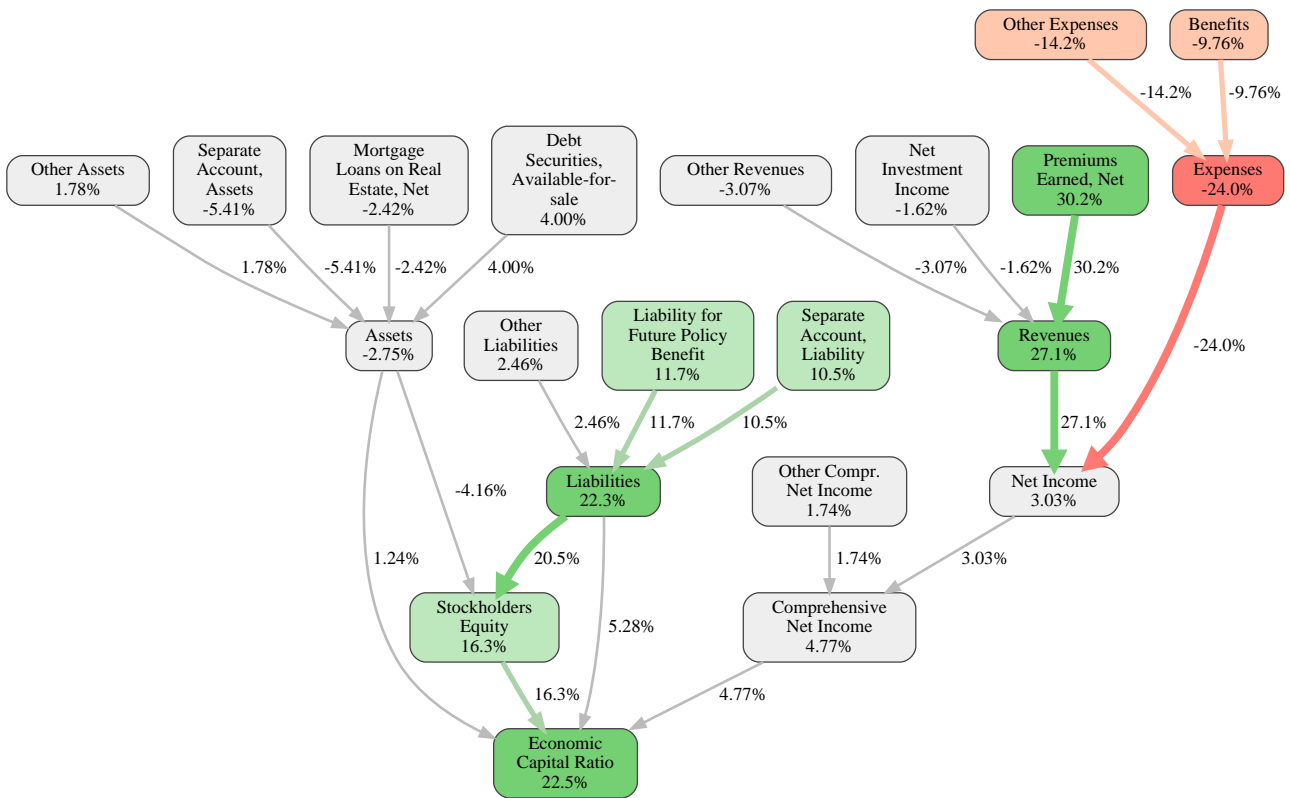 Other Expenses
-14.2%
Benefits
-9.76%
-14.2%
-9.76%
Other Assets
1.78%
Separate
Account,
Assets
-5.41%
Mortgage
Loans on Real
Estate, Net
-2.42%
Debt
Securities,
Available-for-
sale
4.00%
Other Revenues
-3.07%
Net
Investment
Income
-1.62%
Premiums
Earned, Net
30.2%
Expenses
-24.0%
1.78%
-5.41%
-2.42%
4.00%
-3.07%
-1.62%
30.2%
Assets
-2.75%
Other
Liabilities
2.46%
Liability for
Future Policy
Benefit
11.7%
Separate
Account,
Liability
10.5%
Revenues
27.1%
-24.0%
2.46%
11.7%
10.5%
27.1%
-4.16%
Liabilities
22.3%
Other Compr.
Net Income
1.74%
Net Income
3.03%
1.24%
20.5%
1.74%
3.03%
Stockholders
Equity
16.3%
5.28%
Comprehensive
Net Income
4.77%
16.3%
4.77%
Economic
Capital Ratio
22.5%